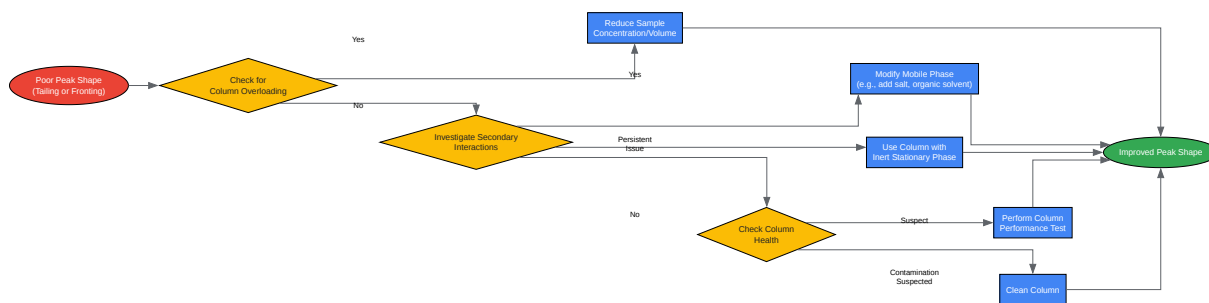 Reduce Sample
Concentration/Volume
Yes
Poor Peak Shape
(Tailing or Fronting)
Check for
Column Overloading
Yes
No
Modify Mobile Phase
(e.g., add salt, organic solvent)
Investigate Secondary
Interactions
Persistent
Issue
Use Column with
Inert Stationary Phase
Improved Peak Shape
No
Check Column
Health
Suspect
Perform Column
Performance Test
Contamination
Suspected
Clean Column